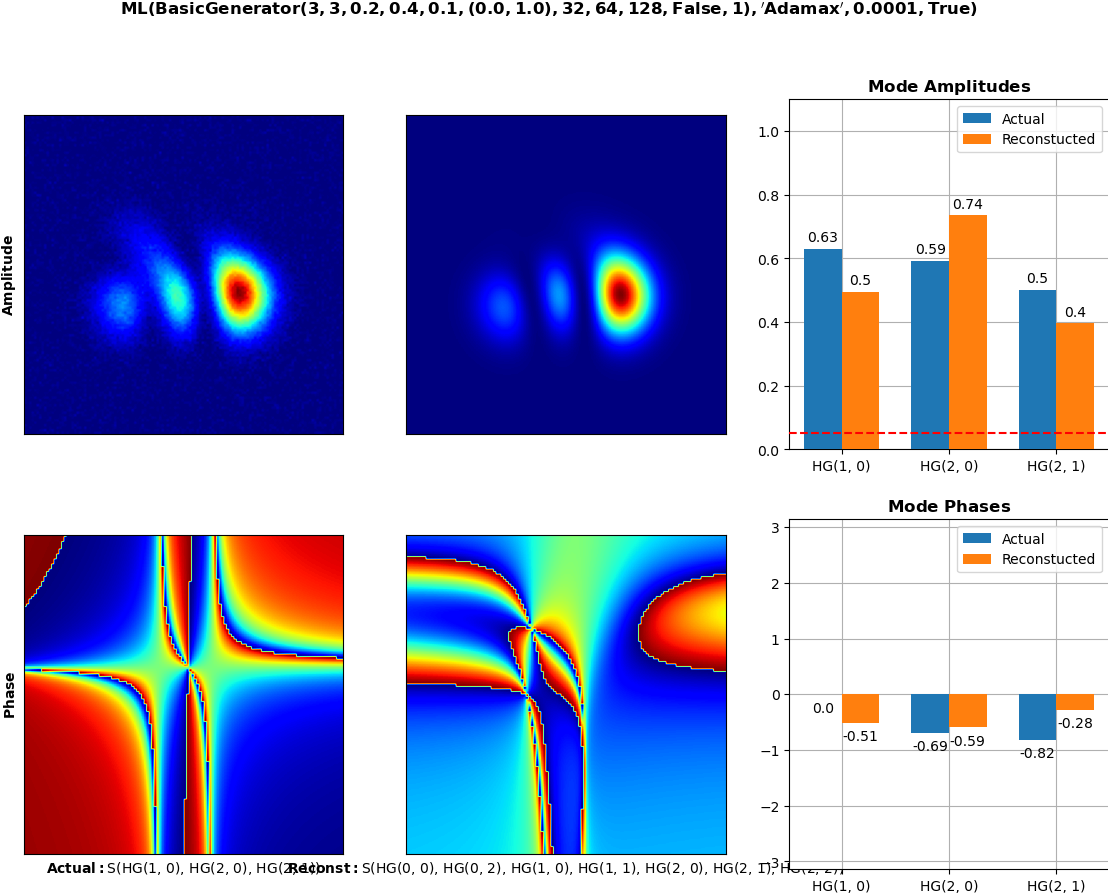 ML(BasicGenerator(3, 3, 0.2, 0.4, 0.1, (0.0, 1.0), 32, 64, 128, False, 1), ′Adamax′, 0.0001, True)
Amplitude
Mode Amplitudes
Actual
Reconstucted
1.0
0.8
0.6
0.4
0.2
0.0
0.63
0.5
0.59
0.74
0.5
0.4
HG(1, 0)
HG(2, 0)
HG(2, 1)
Phase
Mode Phases
Actual
Reconstucted
3
2
1
0
−1
−2
−3
0.0
-0.51
-0.69
-0.59
-0.82
-0.28
HG(1, 0)
HG(2, 0)
HG(2, 1)
Actual: S(HG(1, 0), HG(2, 0), HG(2, 1))
Reconst: S(HG(0, 0), HG(0, 2), HG(1, 0), HG(1, 1), HG(2, 0), HG(2, 1), HG(2, 2))